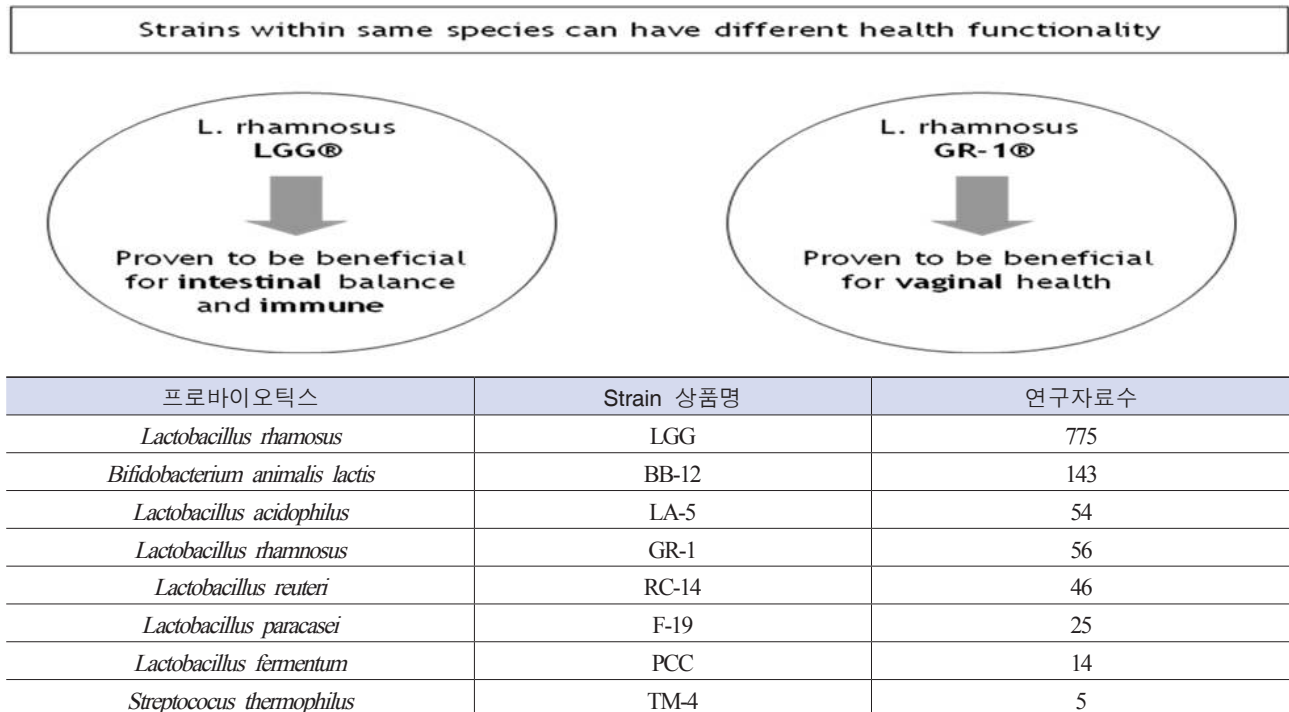 Strains within same species can have different health functionality
L. rhamnosus
LGG®
Proven to be beneficial
for intestinal balance
and immune
L. rhamnosus
GR-1®
Proven to be beneficial
for vaginal health
프로바이오틱스 Strain 상품명 연구자료수
Lactobacillus rhamosus LGG 775
Bifidobacterium animalis lactis BB-12 143
Lactobacillus acidophilus LA-5 54
Lactobacillus rhamnosus GR-1 56
Lactobacillus reuteri RC-14 46
Lactobacillus paracasei F-19 25
Lactobacillus fermentum PCC 14
Streptococus thermophilus TM-4 5